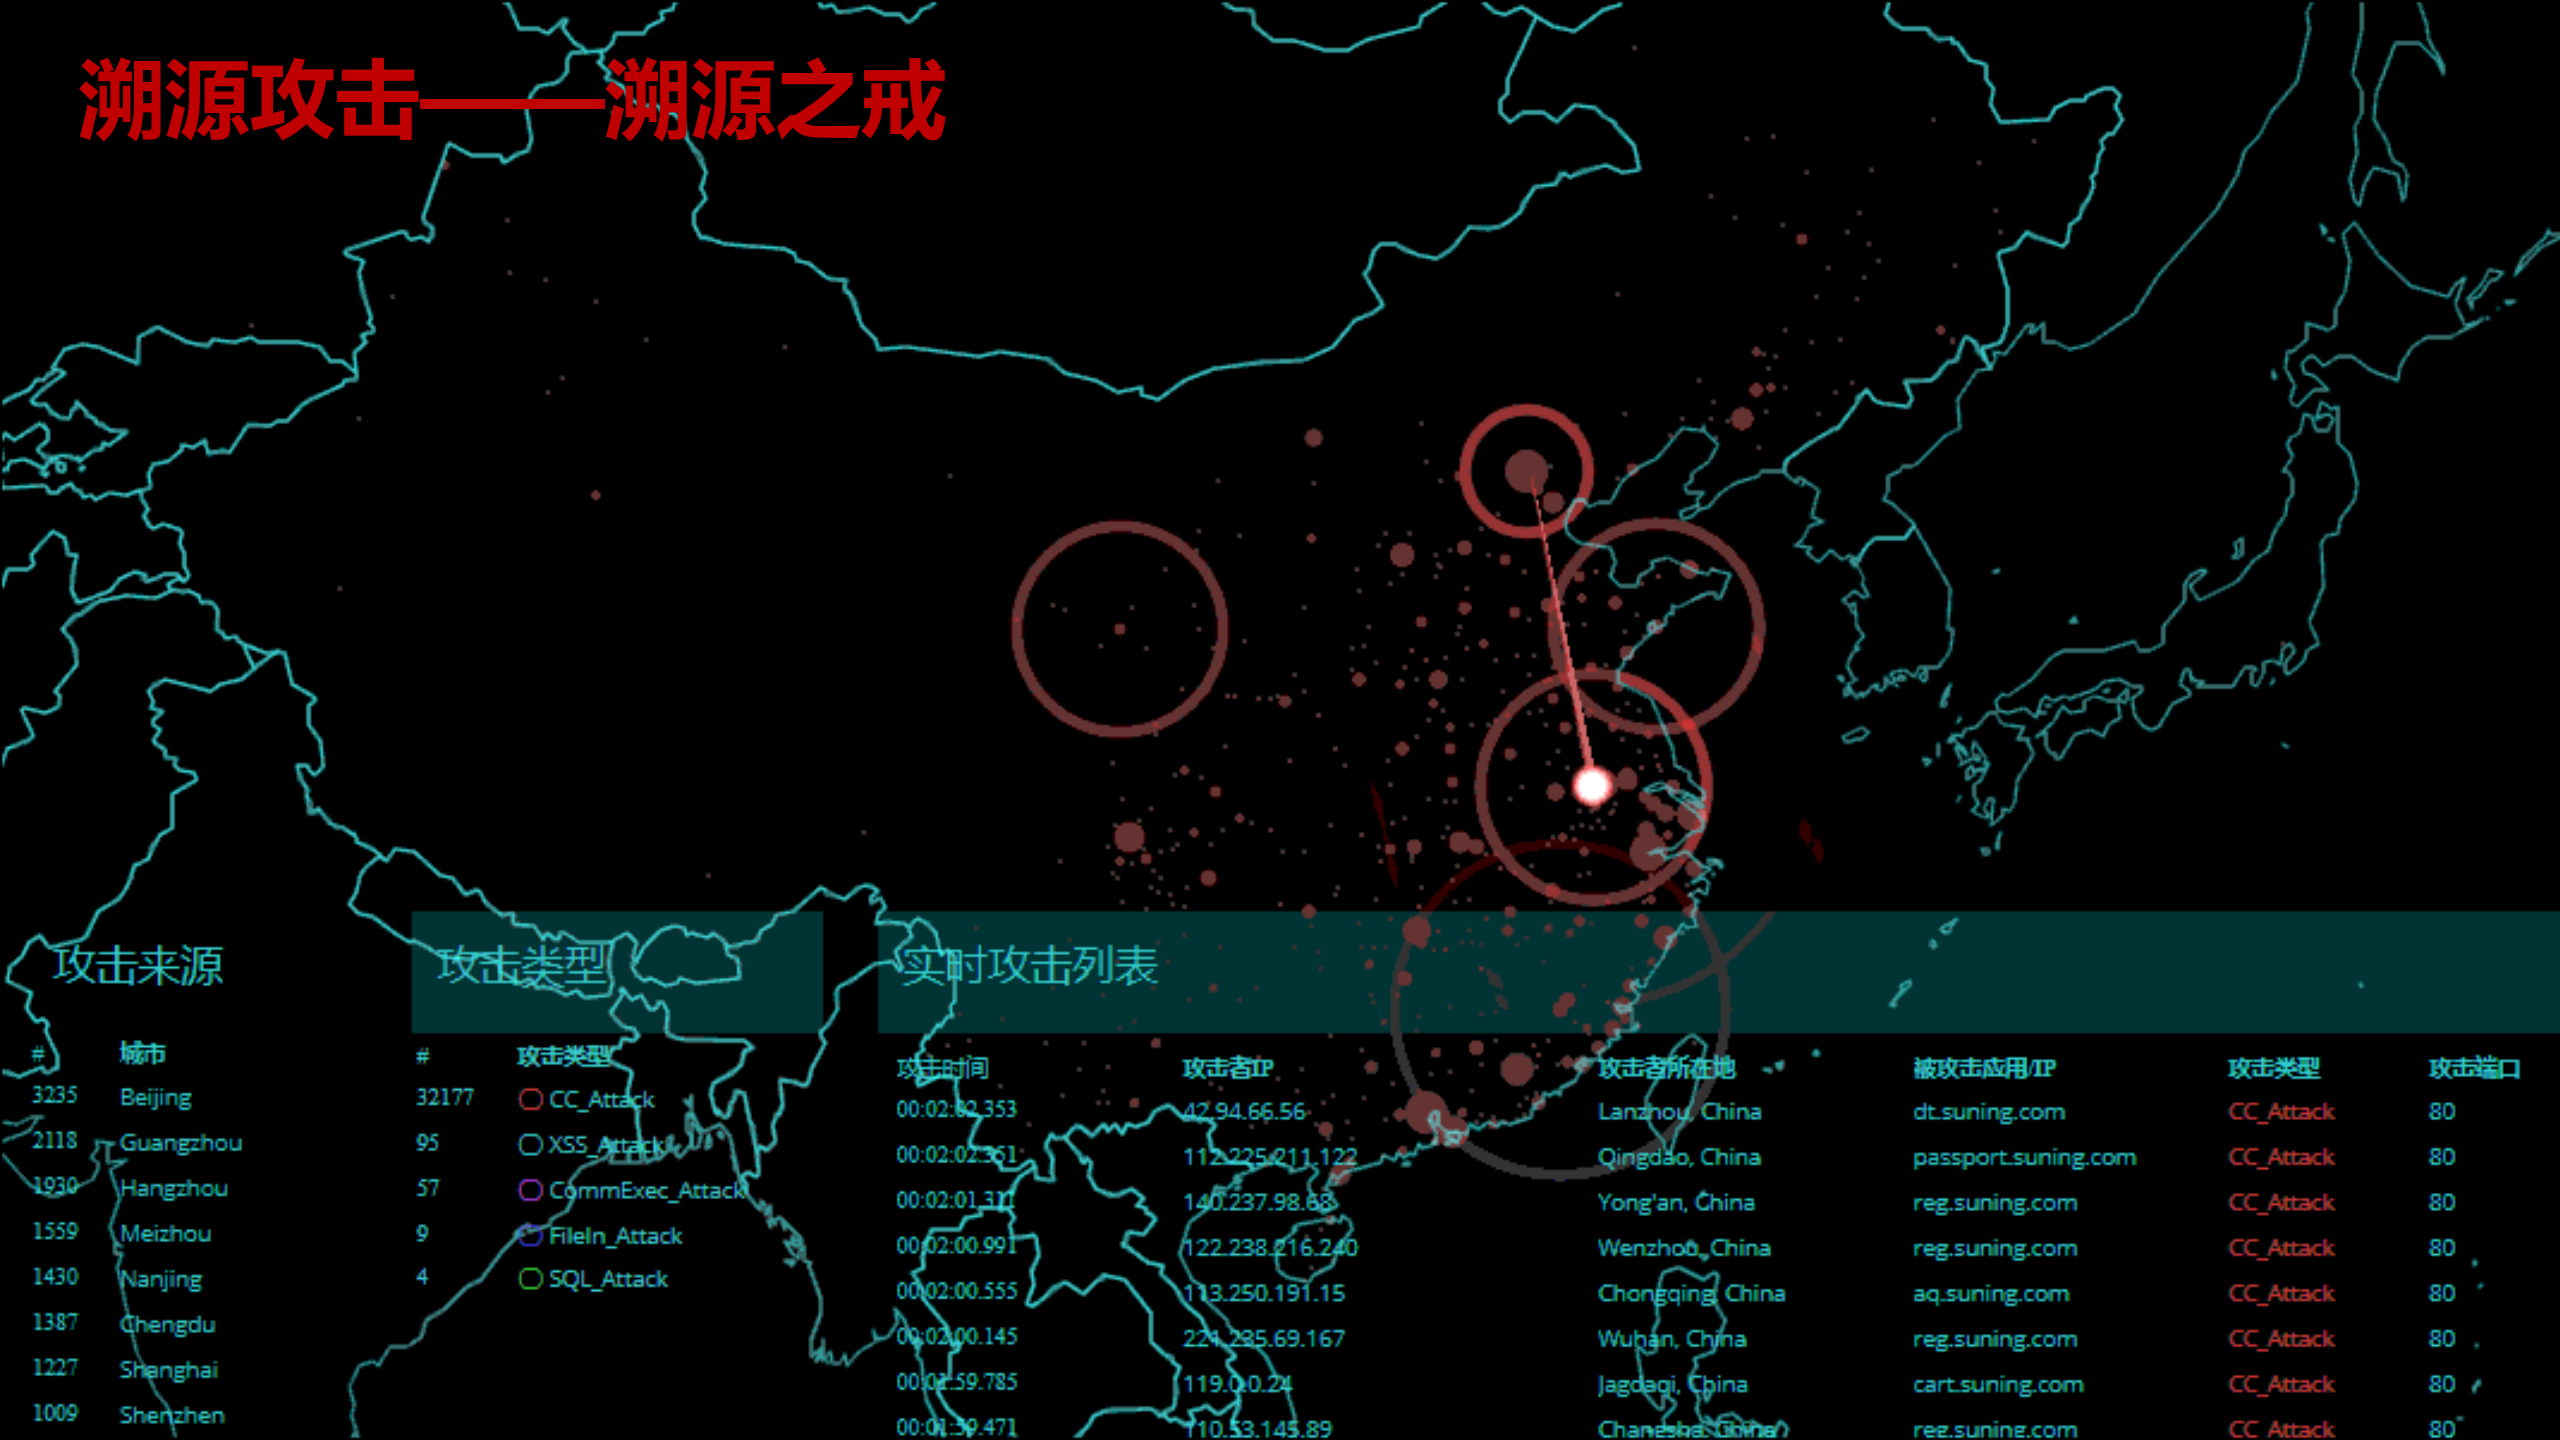 溯源攻击——溯源之戒
攻击来源
# 城市
3235 Beijing
2118 Guangzhou
1930 Hangzhou
1559 Meizhou
1430 Nanjing
1387 Chengdu
1227 Shanghai
1009 Shenzhen
攻击类型
# 攻击类型
32177 CC_Attack
95 XSS_Attack
57 CommExec_Attack
9 FileIn_Attack
4 SQL_Attack
实时攻击列表
攻击时间 攻击者IP 攻击者所在地 被攻击应用/IP 攻击类型 攻击端口
00:02:02.353 42.94.66.56 Lanzhou, China dt.suning.com CC_Attack 80
00:02:02.351 112.225.211.122 Qingdao, China passport.suning.com CC_Attack 80
00:02:01.311 140.237.98.68 Yong'an, China reg.suning.com CC_Attack 80
00:02:00.991 122.238.216.240 Wenzhou, China reg.suning.com CC_Attack 80
00:02:00.555 113.250.191.15 Chongqing, China aq.suning.com CC_Attack 80
00:02:00.145 221.235.69.167 Wuhan, China reg.suning.com CC_Attack 80
00:01:59.785 119.0.0.24 Jagdaqi, China cart.suning.com CC_Attack 80
00:01:59.471 110.53.145.89 Changsha, China reg.suning.com CC_Attack 80